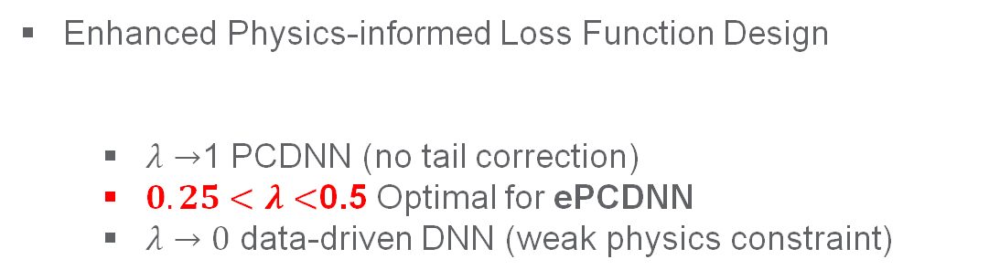 ▪ Enhanced Physics-informed Loss Function Design
▪ λ →1 PCDNN (no tail correction)
▪ 0.25 < λ <0.5 Optimal for ePCDNN
▪ λ → 0 data-driven DNN (weak physics constraint)